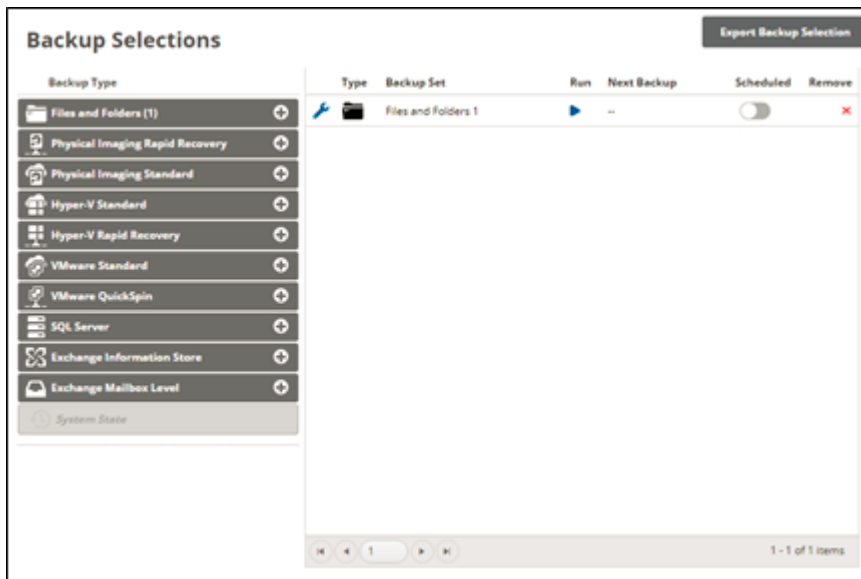 Backup Selections
Export Backup Selection
Backup Type
Type Backup Set Run Next Backup Scheduled Remove
Files and Folders (1)
Files and Folders 1 --
Physical Imaging Rapid Recovery
Physical Imaging Standard
Hyper-V Standard
Hyper-V Rapid Recovery
VMware Standard
VMware QuickSpin
SQL Server
Exchange Information Store
Exchange Mailbox Level
System State
1
1 - 1 of 1 items